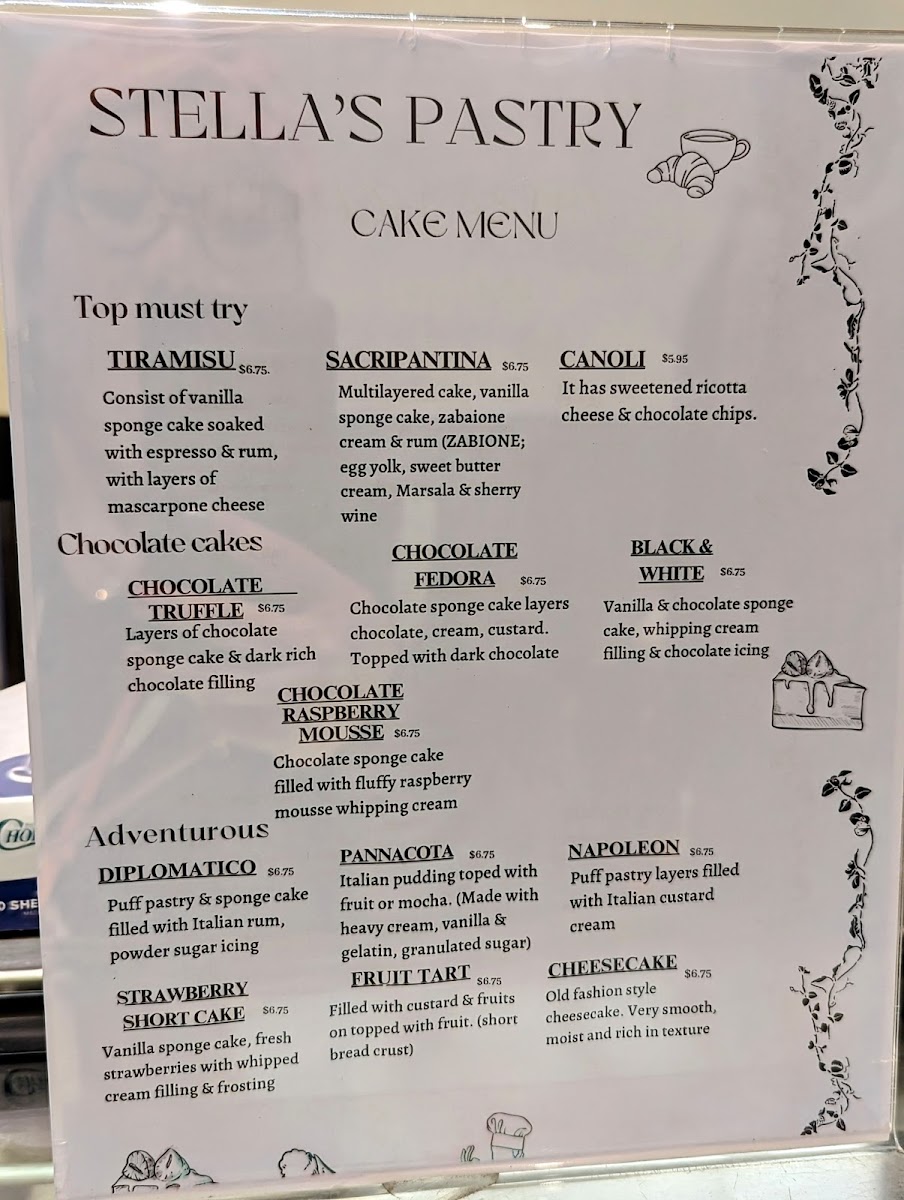 STELLA'S PASTRY
CAKE MENU
Top must try
TIRAMISU $6.75.
Consist of vanilla
sponge cake soaked
with espresso & rum,
with layers of
mascarpone cheese
SACRIPANTINA $6.75
Multilayered cake, vanilla
sponge cake, zabaione
cream & rum (ZABIONE;
egg yolk, sweet butter
cream, Marsala & sherry
wine
CANOLI $5.95
It has sweetened ricotta
cheese & chocolate chips.
Chocolate cakes
CHOCOLATE
TRUFFLE $6.75
Layers of chocolate
sponge cake & dark rich
chocolate filling
CHOCOLATE
FEDORA $6.75
Chocolate sponge cake layers
chocolate, cream, custard.
Topped with dark chocolate
BLACK &
WHITE $6.75
Vanilla & chocolate sponge
cake, whipping cream
filling & chocolate icing
CHOCOLATE
RASPBERRY
MOUSSE $6.75
Chocolate sponge cake
filled with fluffy raspberry
mousse whipping cream
Adventurous
DIPLOMATICO $6.75
Puff pastry & sponge cake
filled with Italian rum,
powder sugar icing
PANNACOTA $6.75
Italian pudding toped with
fruit or mocha. (Made with
heavy cream, vanilla &
gelatin, granulated sugar)
NAPOLEON $6.75
Puff pastry layers filled
with Italian custard
cream
STRAWBERRY
SHORT CAKE $6.75
Vanilla sponge cake, fresh
strawberries with whipped
cream filling & frosting
FRUIT TART $6.75
Filled with custard & fruits
on topped with fruit. (short
bread crust)
CHEESECAKE $6.75
Old fashion style
cheesecake. Very smooth,
moist and rich in texture